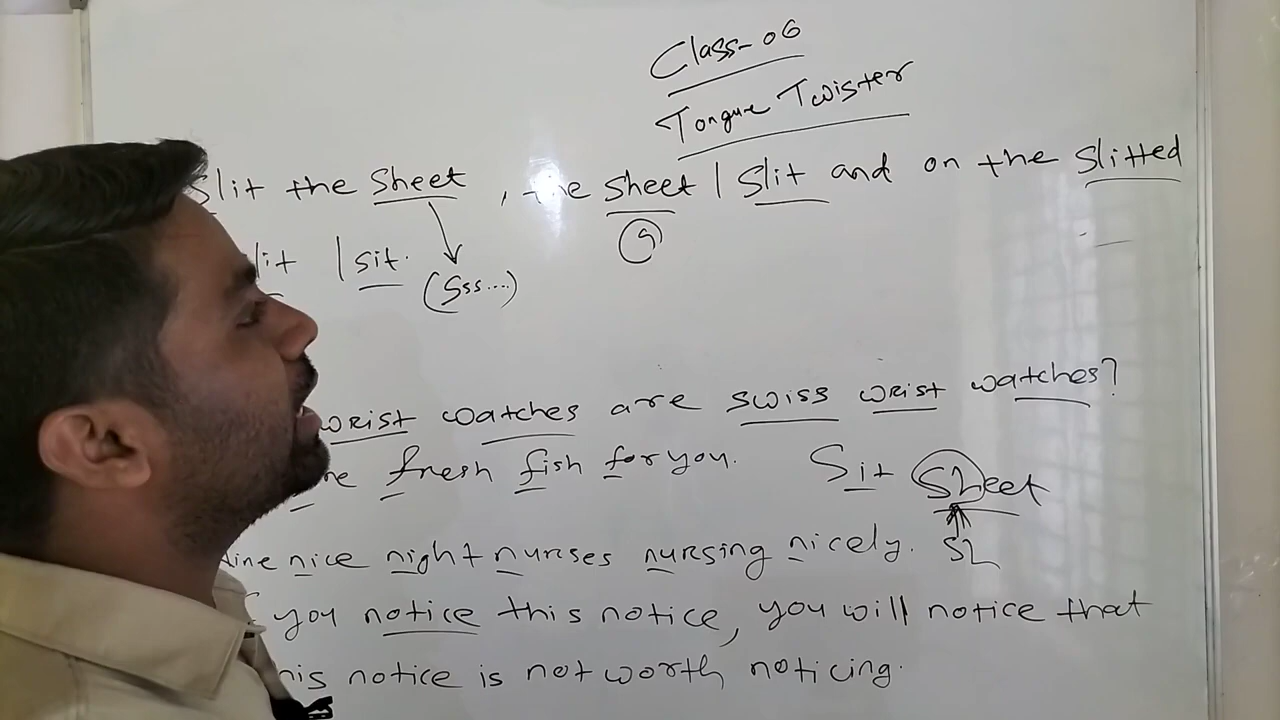 Class-06
Tongue Twister
Slit the Sheet, the sheet I Slit and on the Slitted
I sit.
(Sss...)
wrist watches are swiss wrist watches?
fresh fish for you.
Sit Sheet
nice night nurses nursing nicely.
Sh
you notice this notice, you will notice that
notice is not worth noticing.